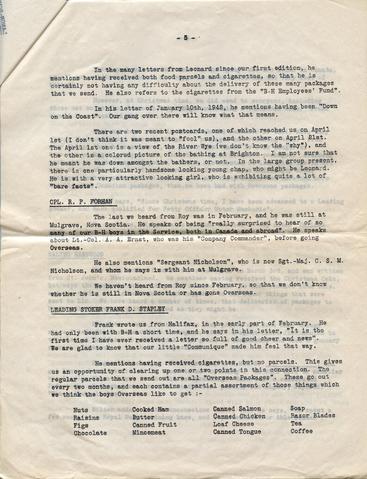 - 5 -
In the many letters from Leonard since our first edition, he
mentions having received both food parcels and cigarettes, so that he is
certainly not having any difficulty about the delivery of these many packages
that we send. He also refers to the cigarettes from the "B-H Employees' Fund".
In his letter of January 10th, 1942, he mentions having been "Down
on the Coast". Our gang over there will know what that means.
There are two recent postcards, one of which reached us on April
1st (I don't think it was meant to "fool" us), and the other on April 21st.
The April 1st one is a view of the River Wye (we don't know the "why"), and
the other is a colored picture of the bathing at Brighton. I am not sure that
he meant he was down amongst the bathers, or not. In the large group present,
there is one particularly handsome looking young chap, who might be Leonard.
He is with a very attractive looking girl, who is exhibiting quite a lot of
"bare facts".
CPL. R. P. FORHAN
The last we heard from Roy was in February, and he was still at
Mulgrave, Nova Scotia. He speaks of being "really surprised to hear of so
many of our B-H boys in the Service, both in Canada and abroad". He speaks
about Lt.-Col. A. A. Ernst, who was his "Company Commander", before going
Overseas.
He also mentions "Sergeant Nicholson", who is now Sgt.-Maj. C. S. M.
Nicholson, and whom he says is with him at Mulgrave.
We haven't heard from Roy since February, so that we don't know
whether he is still in Nova Scotia or has gone Overseas.
LEADING STOKER FRANK D. STAPLEY
Frank wrote us from Halifax, in the early part of February. He
had only been with B-H a short time, and he says in his letter, "It is the
first time I have ever received a letter so full of good cheer and news".
We are glad to know that our little "Communique" made him feel that way.
He mentions having received cigarettes, but no parcels. This gives
us an opportunity of clearing up one or two points in this connection. The
regular parcels that we send out are all "Overseas Packages". These go out
every two months, and each contains a partial assortment of those things which
we think the boys Overseas like to get :-
Nuts Cooked Ham Canned Salmon Soap
Raisins Butter Canned Chicken Razor Blades
Figs Canned Fruit Loaf Cheese Tea
Chocolate Mincemeat Canned Tongue Coffee